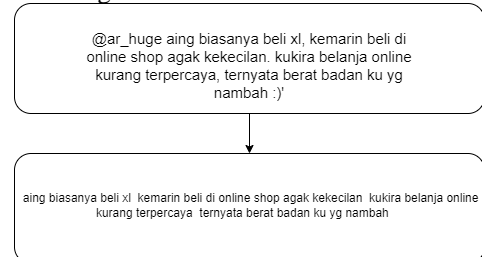 @ar_huge aing biasanya beli xl, kemarin beli di
online shop agak kekecilan. kukira belanja online
kurang terpercaya, ternyata berat badan ku yg
nambah :)'
aing biasanya beli xl kemarin beli di online shop agak kekecilan kukira belanja online
kurang terpercaya ternyata berat badan ku yg nambah